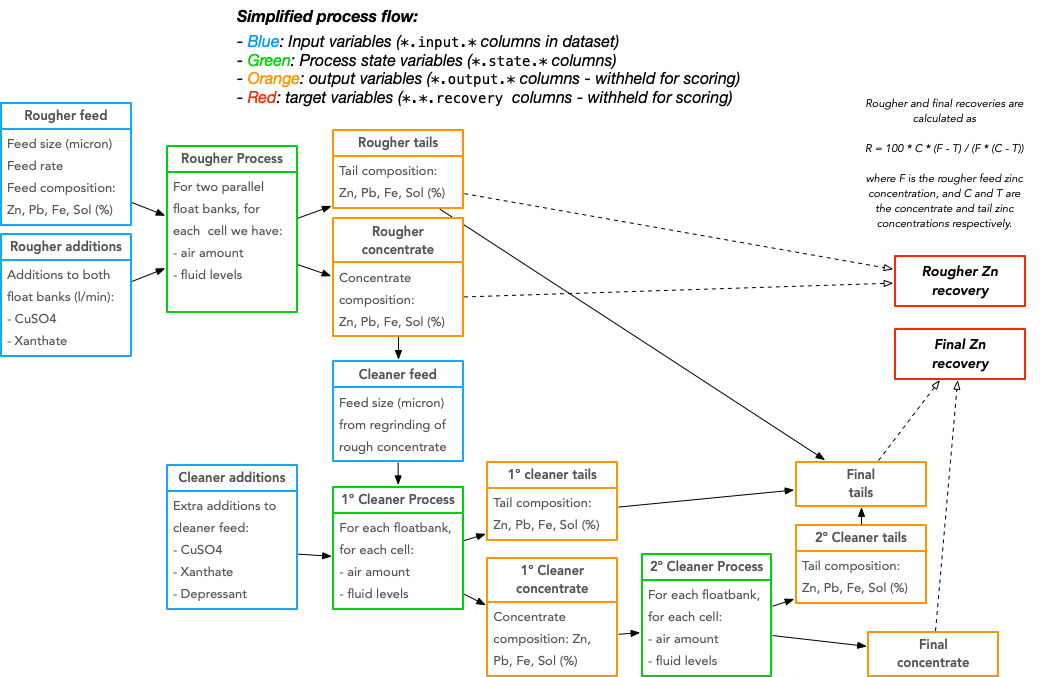 Simplified process flow:
- Blue: Input variables (*.input.* columns in dataset)
- Green: Process state variables (*.state.* columns)
- Orange: output variables (*.output.* columns - withheld for scoring)
- Red: target variables (*.*.recovery columns - withheld for scoring)
Rougher and final recoveries are
calculated as
R = 100 * C * (F - T) / (F * (C - T))
where F is the rougher feed zinc
concentration, and C and T are
the concentrate and tail zinc
concentrations respectively.
Rougher feed
Feed size (micron)
Feed rate
Feed composition:
Zn, Pb, Fe, Sol (%)
Rougher additions
Additions to both
float banks (l/min):
- CuSO4
- Xanthate
Rougher Process
For two parallel
float banks, for
each cell we have:
- air amount
- fluid levels
Rougher tails
Tail composition:
Zn, Pb, Fe, Sol (%)
Rougher
concentrate
Concentrate
composition:
Zn, Pb, Fe, Sol (%)
Rougher Zn
recovery
Final Zn
recovery
Cleaner feed
Feed size (micron)
from regrinding of
rough concentrate
Cleaner additions
Extra additions to
cleaner feed:
- CuSO4
- Xanthate
- Depressant
1° Cleaner Process
For each floatbank,
for each cell:
- air amount
- fluid levels
1° cleaner tails
Tail composition:
Zn, Pb, Fe, Sol (%)
1° Cleaner
concentrate
Concentrate
composition: Zn,
Pb, Fe, Sol (%)
2° Cleaner Process
For each floatbank,
for each cell:
- air amount
- fluid levels
Final
tails
2° Cleaner tails
Tail composition:
Zn, Pb, Fe, Sol (%)
Final
concentrate